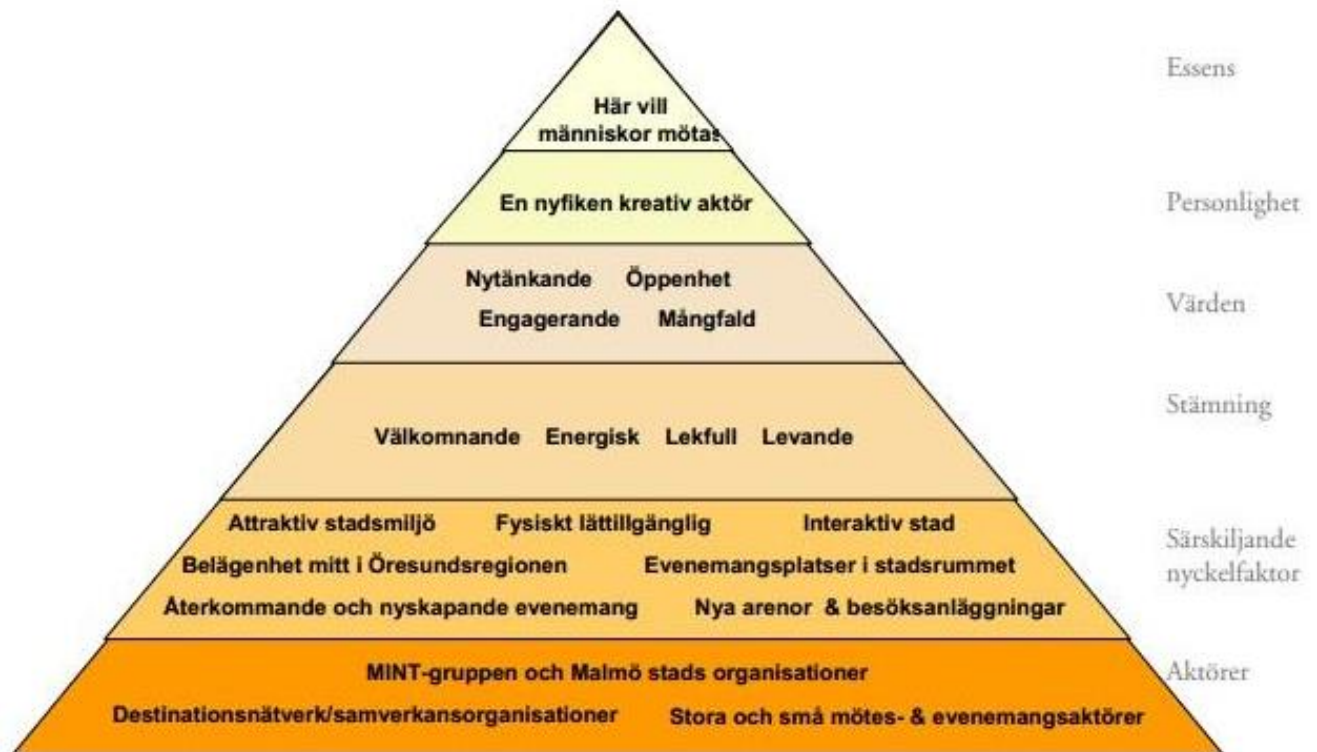 Essens
Här vill
människor mötas
En nyfiken kreativ aktör
Personlighet
Nytänkande Öppenhet
Engagerande Mångfald
Värden
Stämning
Välkomnande Energisk Lekfull Levande
Attraktiv stadsmiljö Fysiskt lättillgänglig Interaktiv stad
Belägenhet mitt i Öresundsregionen Evenemangsplatser i stadsrummet
Återkommande och nyskapande evenemang Nya arenor & besöksanläggningar
Särskiljande
nyckelfaktor
MINT-gruppen och Malmö stads organisationer
Destinationsnätverk/samverkansorganisationer Stora och små mötes- & evenemangsaktörer
Aktörer